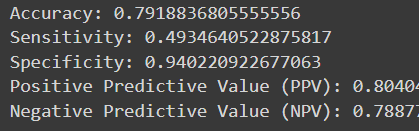 Accuracy: 0.7918836805555556
Sensitivity: 0.4934640522875817
Specificity: 0.940220922677063
Positive Predictive Value (PPV): 0.80404
Negative Predictive Value (NPV): 0.7887